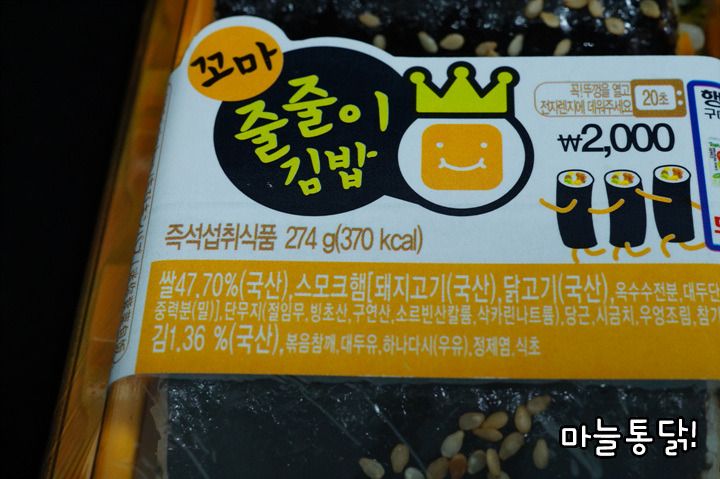 꼬마
줄줄이
김밥
꼭! 뚜껑을 열고
전자렌지에 데워주세요
20초
₩2,000
즉석섭취식품 274 g(370 kcal)
쌀47.70%(국산),스모크햄[돼지고기(국산),닭고기(국산),옥수수전분,대두단
중력분(밀)],단무지(절임무,빙초산,구연산,소르빈산칼륨,삭카린나트륨),당근,시금치,우엉조림,참가
김1.36 %(국산),볶음참깨,대두유,하나다시(우유),정제염,식초
마늘통닭!